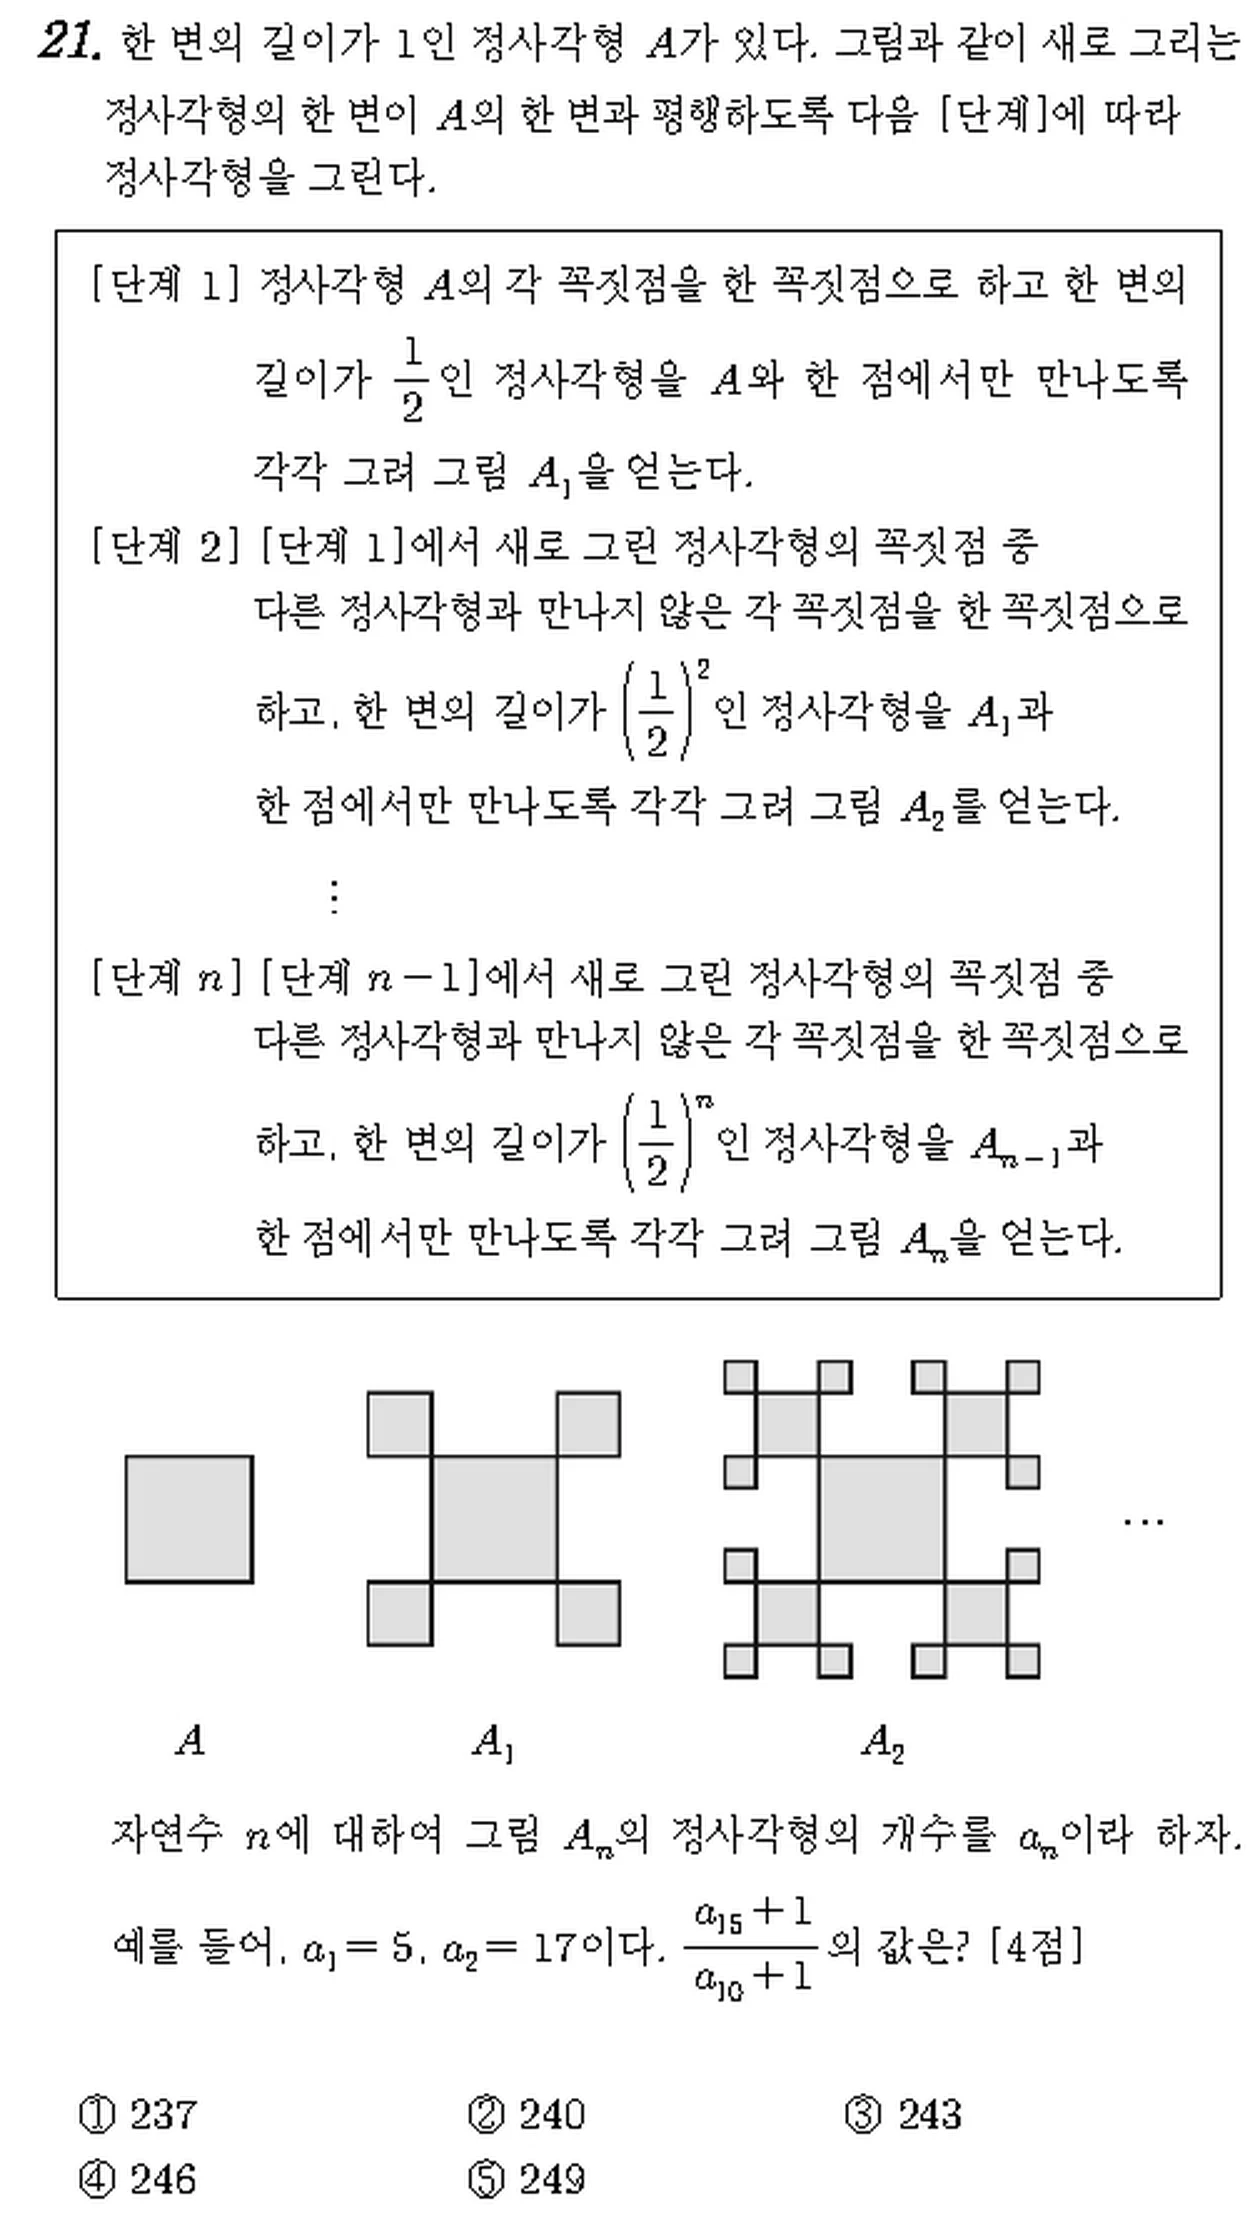 21. 한 변의 길이가 1인 정사각형 A가 있다. 그림과 같이 새로 그리는
정사각형의 한 변이 A의 한 변과 평행하도록 다음 [단계]에 따라
정사각형을 그린다.
[단계 1] 정사각형 A의 각 꼭짓점을 한 꼭짓점으로 하고 한 변의
길이가 1/2인 정사각형을 A와 한 점에서만 만나도록
각각 그려 그림 A₁을 얻는다.
[단계 2] [단계 1]에서 새로 그린 정사각형의 꼭짓점 중
다른 정사각형과 만나지 않은 각 꼭짓점을 한 꼭짓점으로
하고, 한 변의 길이가 (1/2)²인 정사각형을 A₁과
한 점에서만 만나도록 각각 그려 그림 A₂를 얻는다.
⋮
[단계 n] [단계 n-1]에서 새로 그린 정사각형의 꼭짓점 중
다른 정사각형과 만나지 않은 각 꼭짓점을 한 꼭짓점으로
하고, 한 변의 길이가 (1/2)ⁿ인 정사각형을 Aₙ₋₁과
한 점에서만 만나도록 각각 그려 그림 Aₙ을 얻는다.
…
A A₁ A₂
자연수 n에 대하여 그림 Aₙ의 정사각형의 개수를 aₙ이라 하자.
예를 들어, a₁= 5, a₂= 17이다. (a₁₅+1)/(a₁₀+1)의 값은? [4점]
① 237 ② 240 ③ 243
④ 246 ⑤ 249